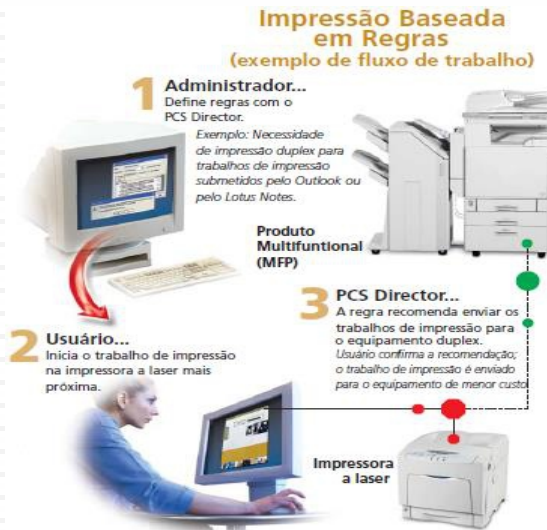 Impressão Baseada
em Regras
(exemplo de fluxo de trabalho)
1 Administrador...
Define regras com o
PCS Director.
Exemplo: Necessidade
de impressão duplex para
trabalhos de impressão
submetidos pelo Outlook ou
pelo Lotus Notes.
Produto
Multifuntional
(MFP)
2 Usuário...
Inicia o trabalho de impressão
na impressora a laser mais
próxima.
3 PCS Director...
A regra recomenda enviar os
trabalhos de impressão para
o equipamento duplex.
Usuário confirma a recomendação;
o trabalho de impressão é enviado
para o equipamento de menor custo
Impressora
a laser